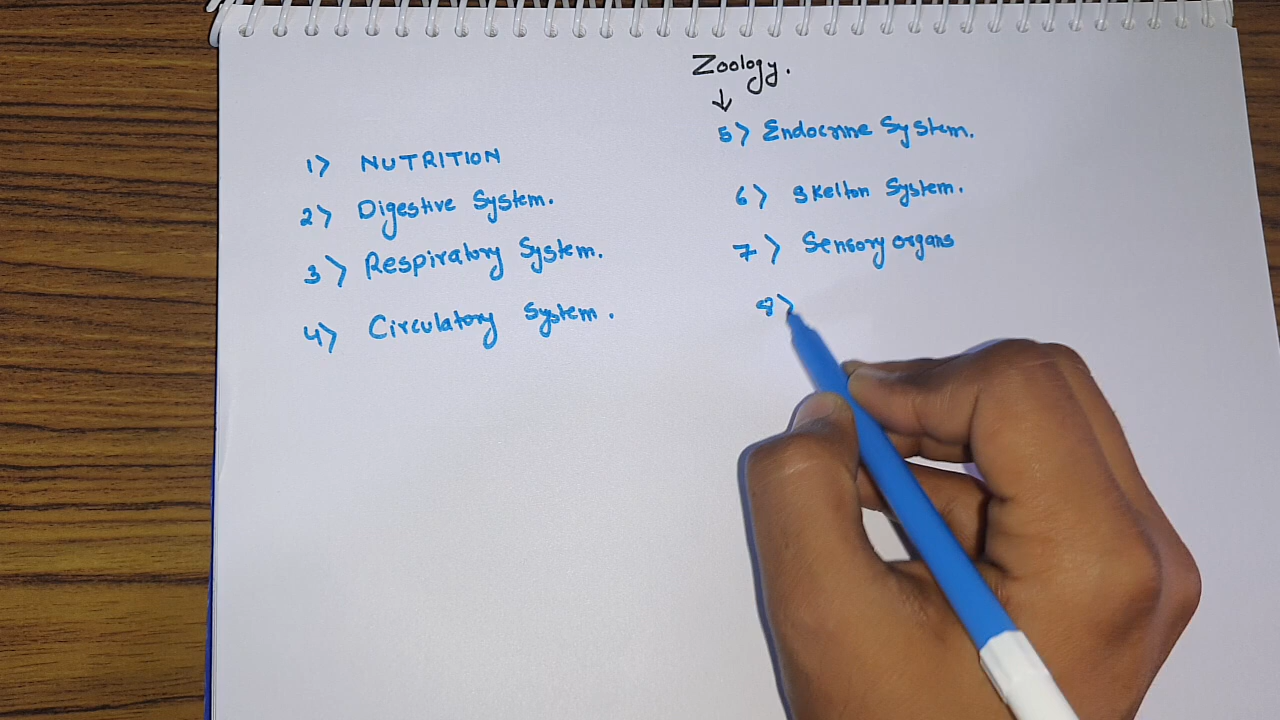 Zoology.
↓
1> NUTRITION
2> Digestive System.
3> Respiratory System.
4> Circulatory System.
5> Endocrine System.
6> Skelton System.
7> Sensory organs
8>